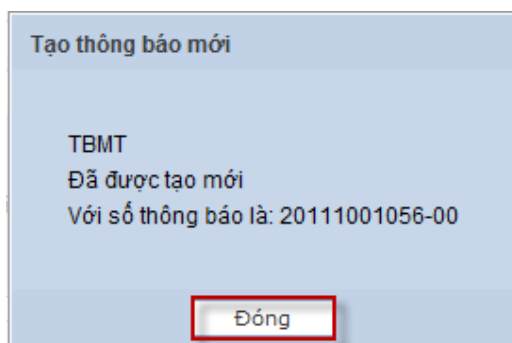 Tạo thông báo mới
TBMT
Đã được tạo mới
Với số thông báo là: 20111001056-00
Đóng